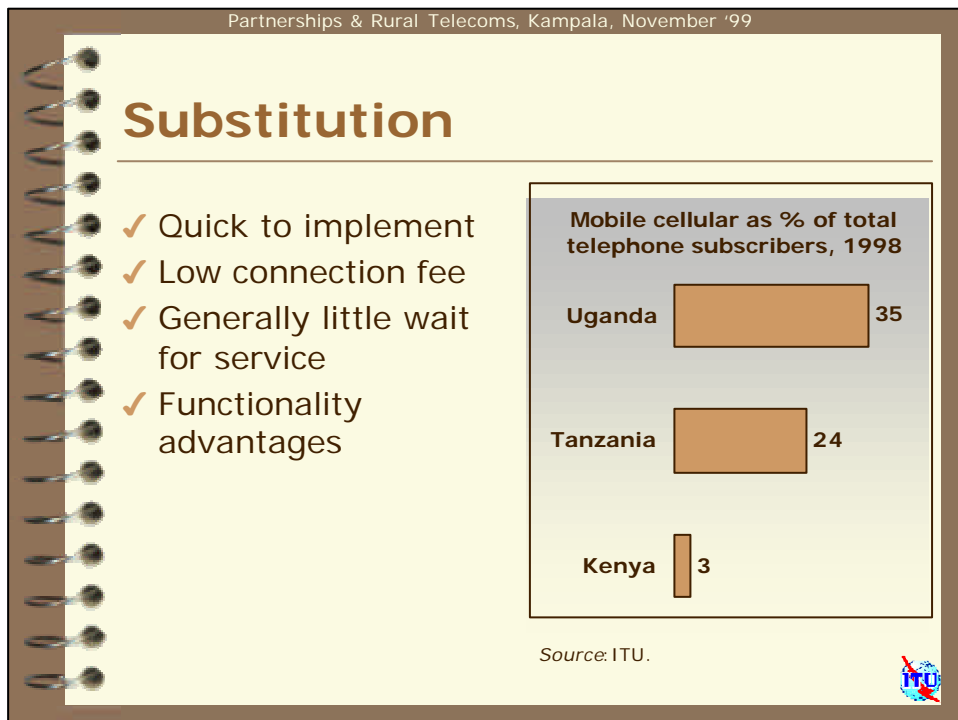 Partnerships & Rural Telecoms, Kampala, November ‘99
Substitution
✓ Quick to implement
✓ Low connection fee
✓ Generally little wait
for service
✓ Functionality
advantages
Mobile cellular as % of total
telephone subscribers, 1998
Uganda 35
Tanzania 24
Kenya 3
Source: ITU.
ITU